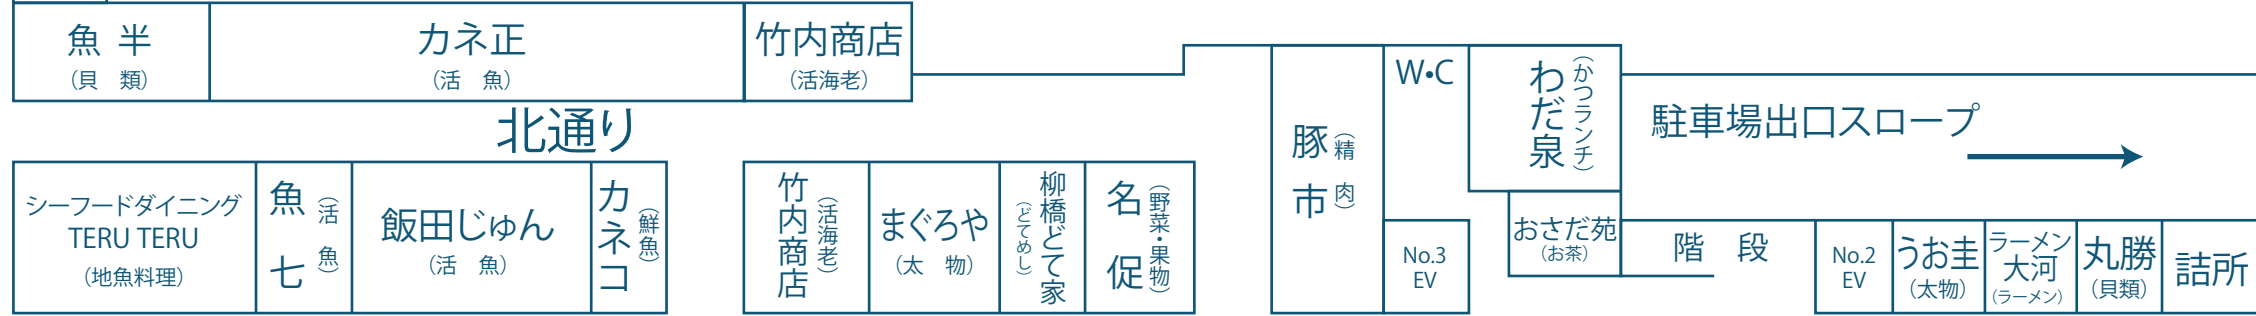 魚半
（貝　類）
カネ正
（活　魚）
竹内商店
（活海老）
北通り
シーフードダイニング
TERU TERU
（地魚料理）
魚七
（活　魚）
飯田じゅん
（活　魚）
カネコ
（鮮魚）
竹内商店
（活海老）
まぐろや
（太　物）
柳橋どて家
（どてめし）
名促
（野菜・果物）
豚市
（精　肉）
W•C
No.3
EV
わだ泉
（かつランチ）
おさだ苑
（お茶）
駐車場出口スロープ
階　段
No.2
EV
うお圭
（太物）
ラーメン
大河
（ラーメン）
丸勝
（貝類）
詰所